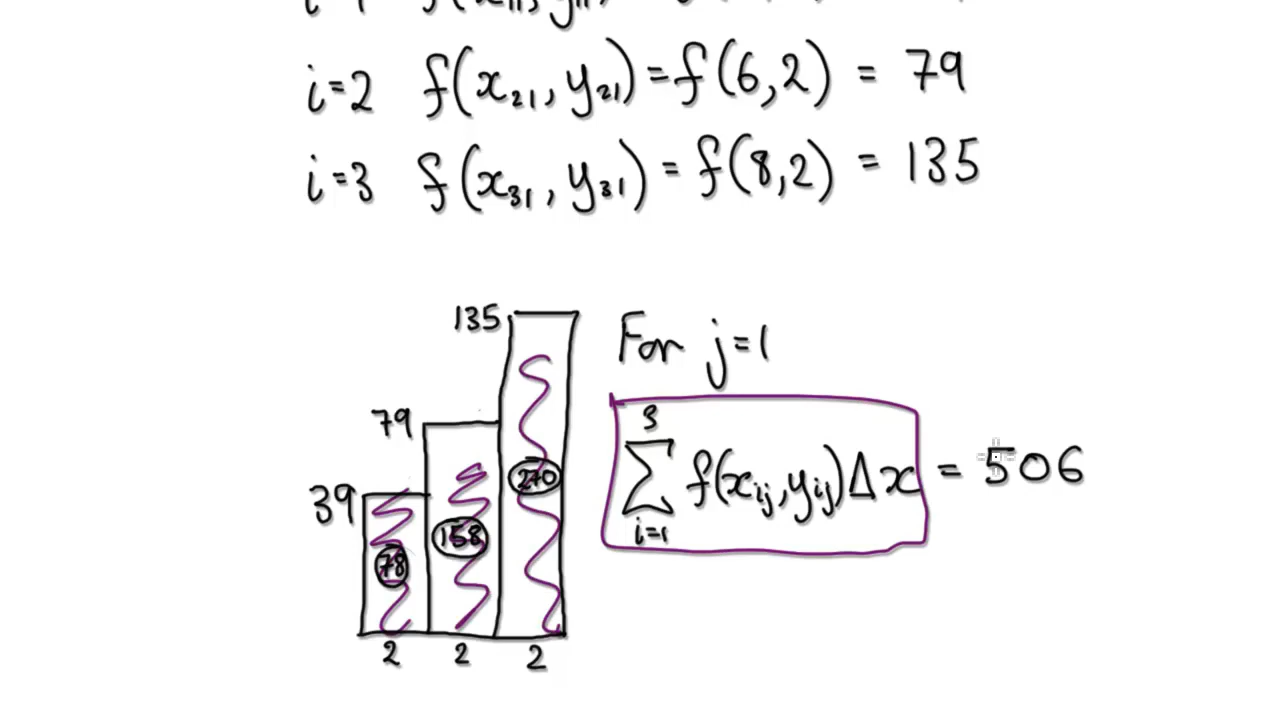 i=2 f(x₂₁, y₂₁) = f(6,2) = 79
i=3 f(x₃₁, y₃₁) = f(8,2) = 135
135
For j=1
79
3
39
270
∑ f(xᵢⱼ, yᵢⱼ) Δx = 506
158
i=1
78
2 2 2